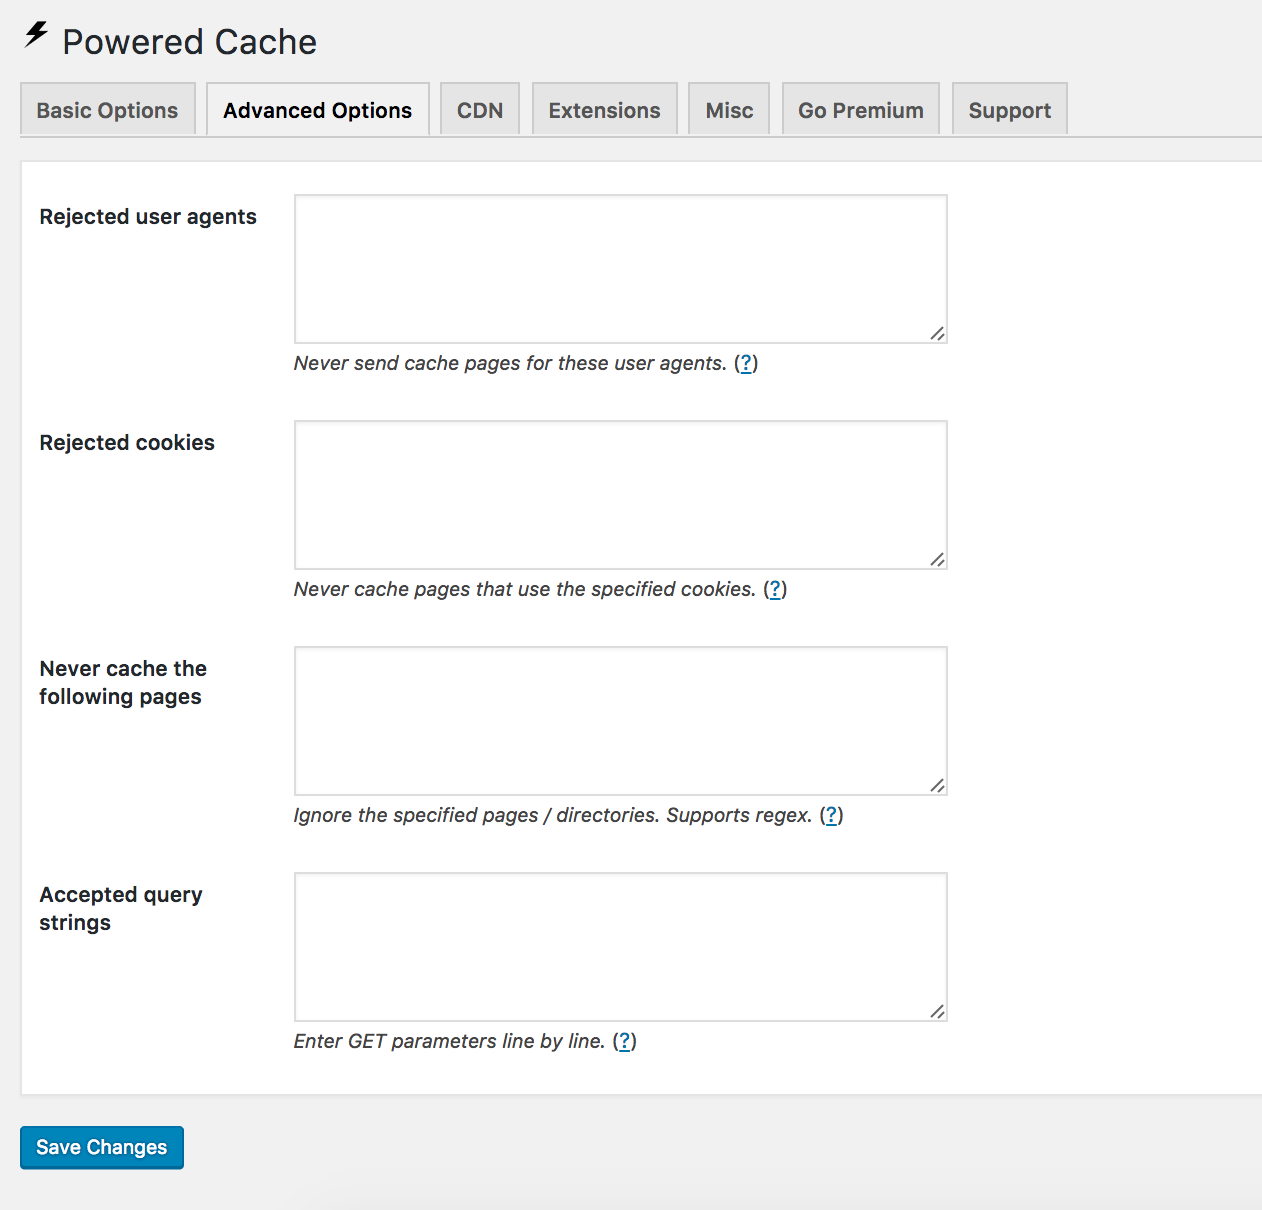 Powered Cache
Basic Options Advanced Options CDN Extensions Misc Go Premium Support
Rejected user agents
Never send cache pages for these user agents. (?)
Rejected cookies
Never cache pages that use the specified cookies. (?)
Never cache the
following pages
Ignore the specified pages / directories. Supports regex. (?)
Accepted query
strings
Enter GET parameters line by line. (?)
Save Changes